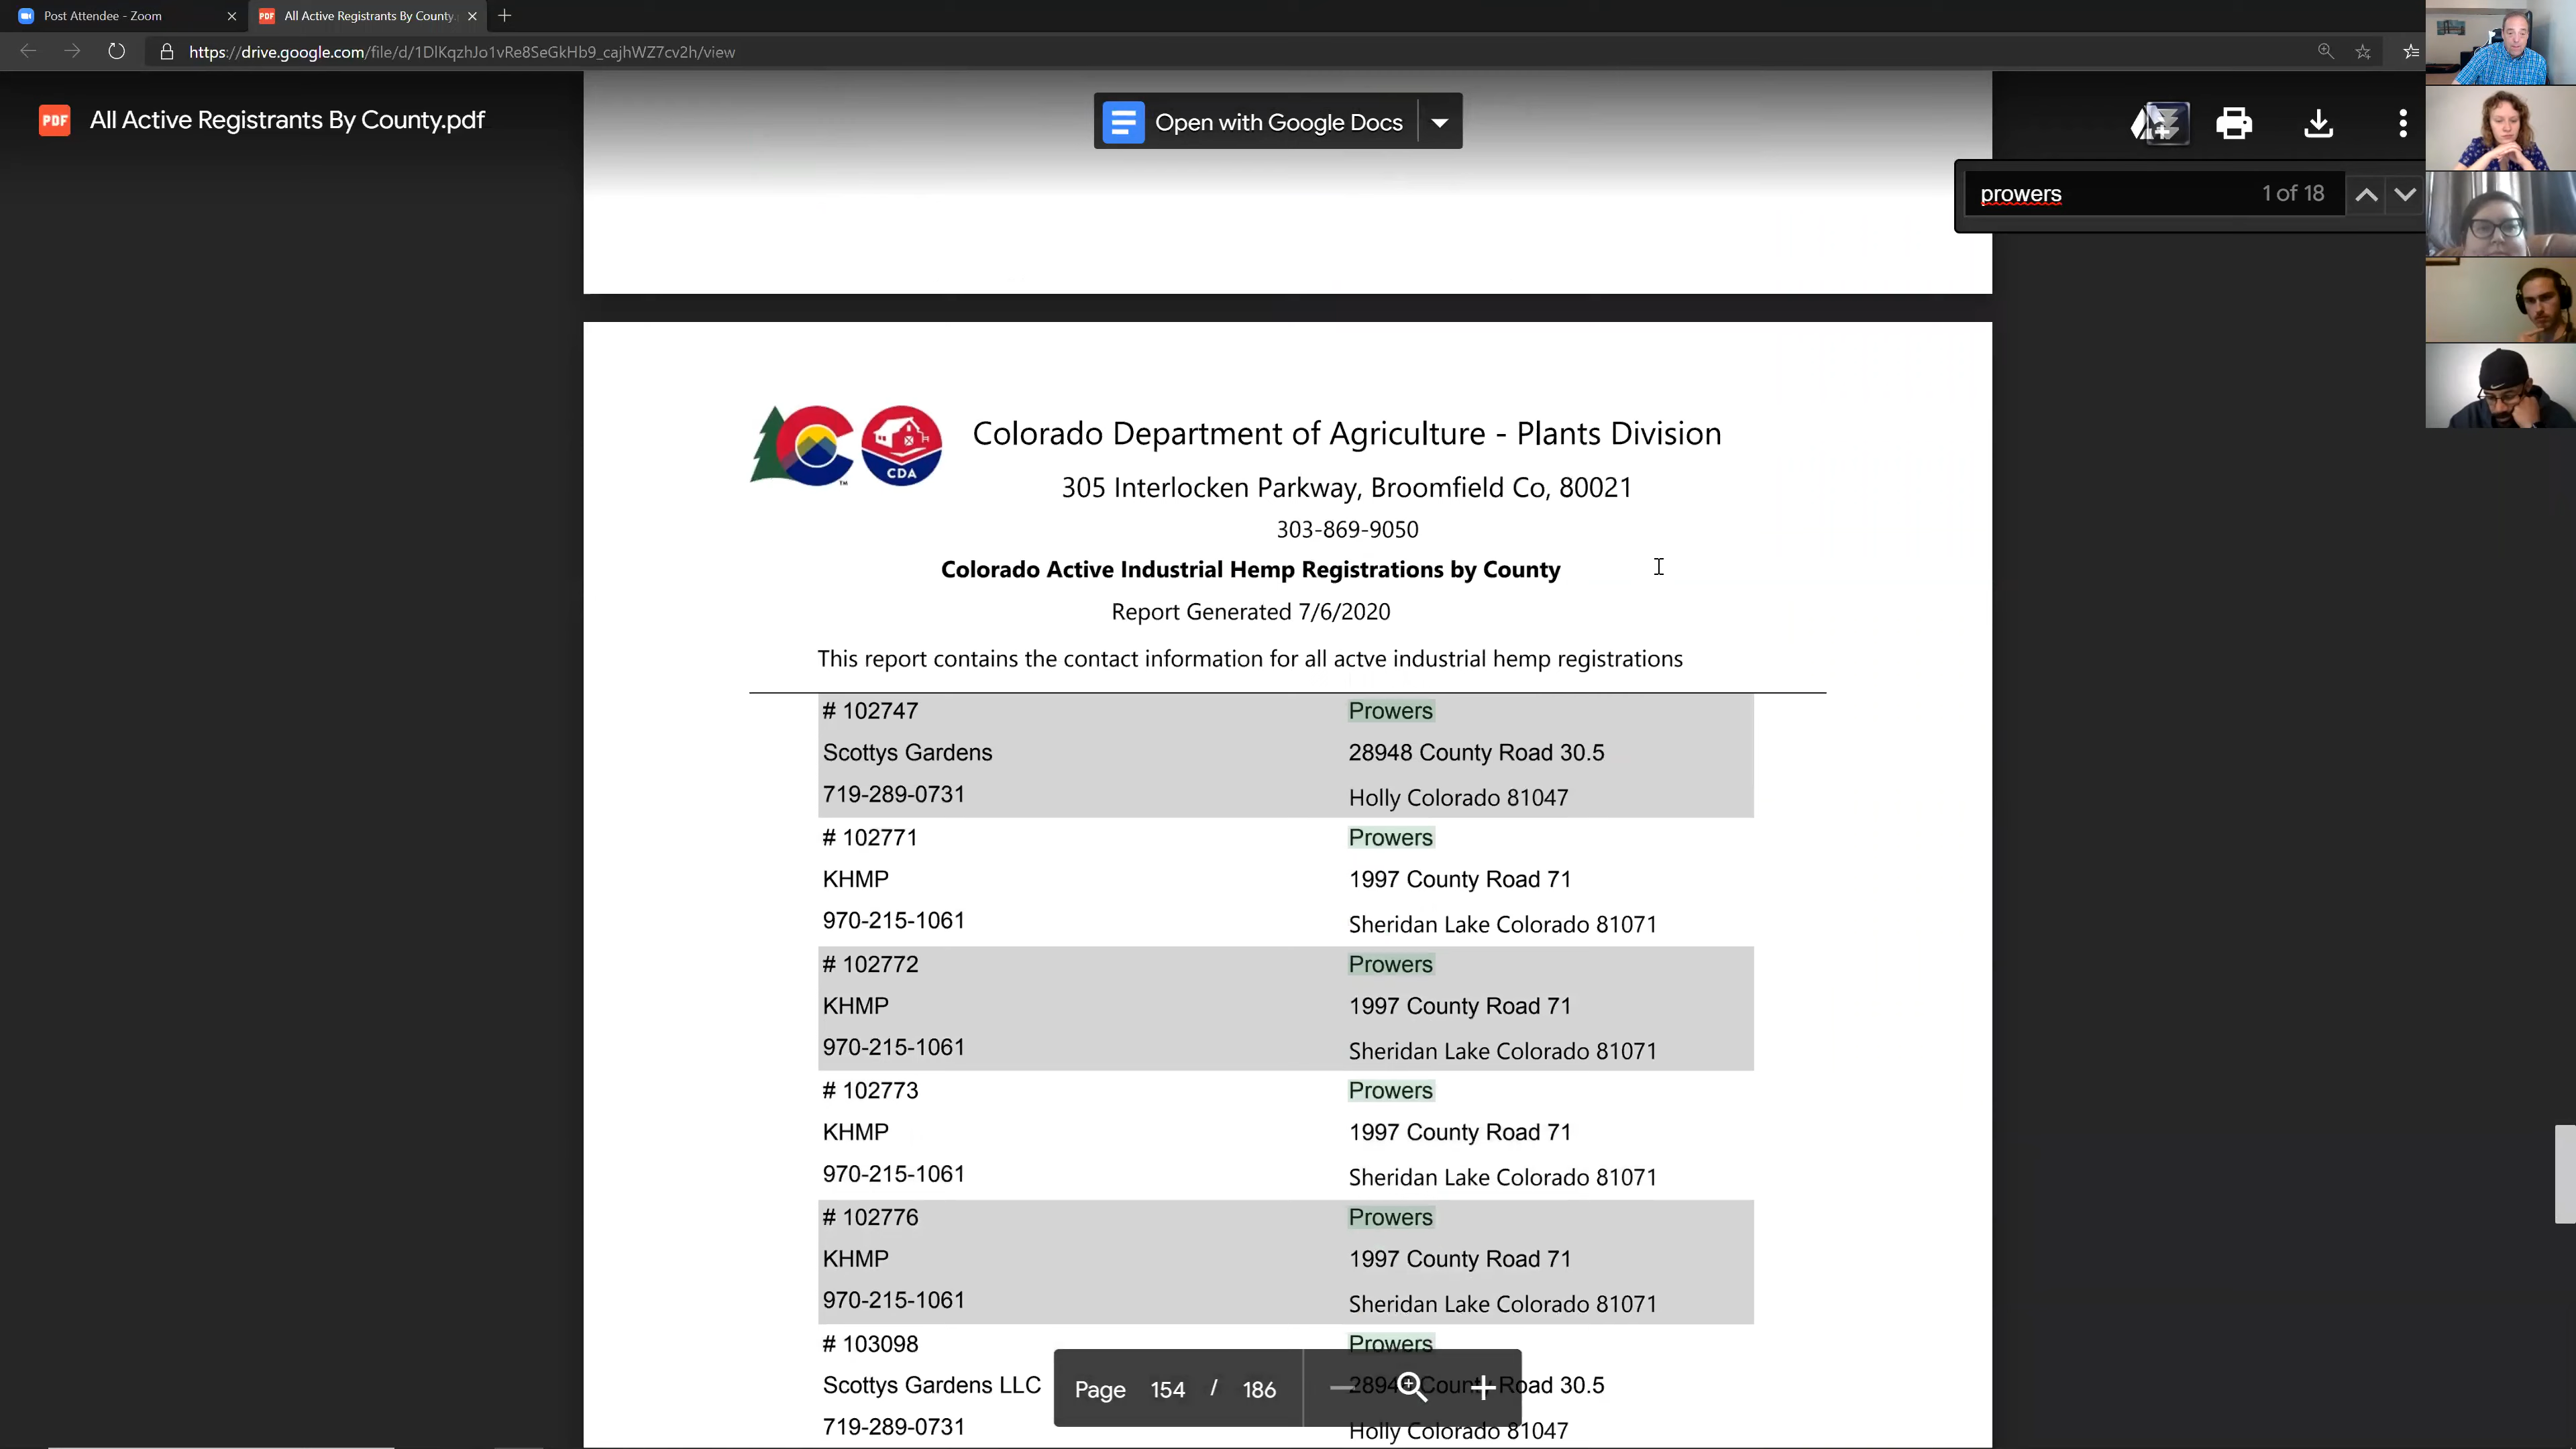 Post Attendee - Zoom
All Active Registrants By County.
https://drive.google.com/file/d/1DlKqzhJo1vRe8SeGkHb9_cajhWZ7cv2h/view
PDF All Active Registrants By County.pdf
Open with Google Docs
prowers 1 of 18
CDA
Colorado Department of Agriculture - Plants Division
305 Interlocken Parkway, Broomfield Co, 80021
303-869-9050
Colorado Active Industrial Hemp Registrations by County
Report Generated 7/6/2020
This report contains the contact information for all actve industrial hemp registrations
# 102747 Prowers
Scottys Gardens 28948 County Road 30.5
719-289-0731 Holly Colorado 81047
# 102771 Prowers
KHMP 1997 County Road 71
970-215-1061 Sheridan Lake Colorado 81071
# 102772 Prowers
KHMP 1997 County Road 71
970-215-1061 Sheridan Lake Colorado 81071
# 102773 Prowers
KHMP 1997 County Road 71
970-215-1061 Sheridan Lake Colorado 81071
# 102776 Prowers
KHMP 1997 County Road 71
970-215-1061 Sheridan Lake Colorado 81071
# 103098 Prowers
Scottys Gardens LLC County Road 30.5
719-289-0731 Holly Colorado 81047
Page 154 / 186